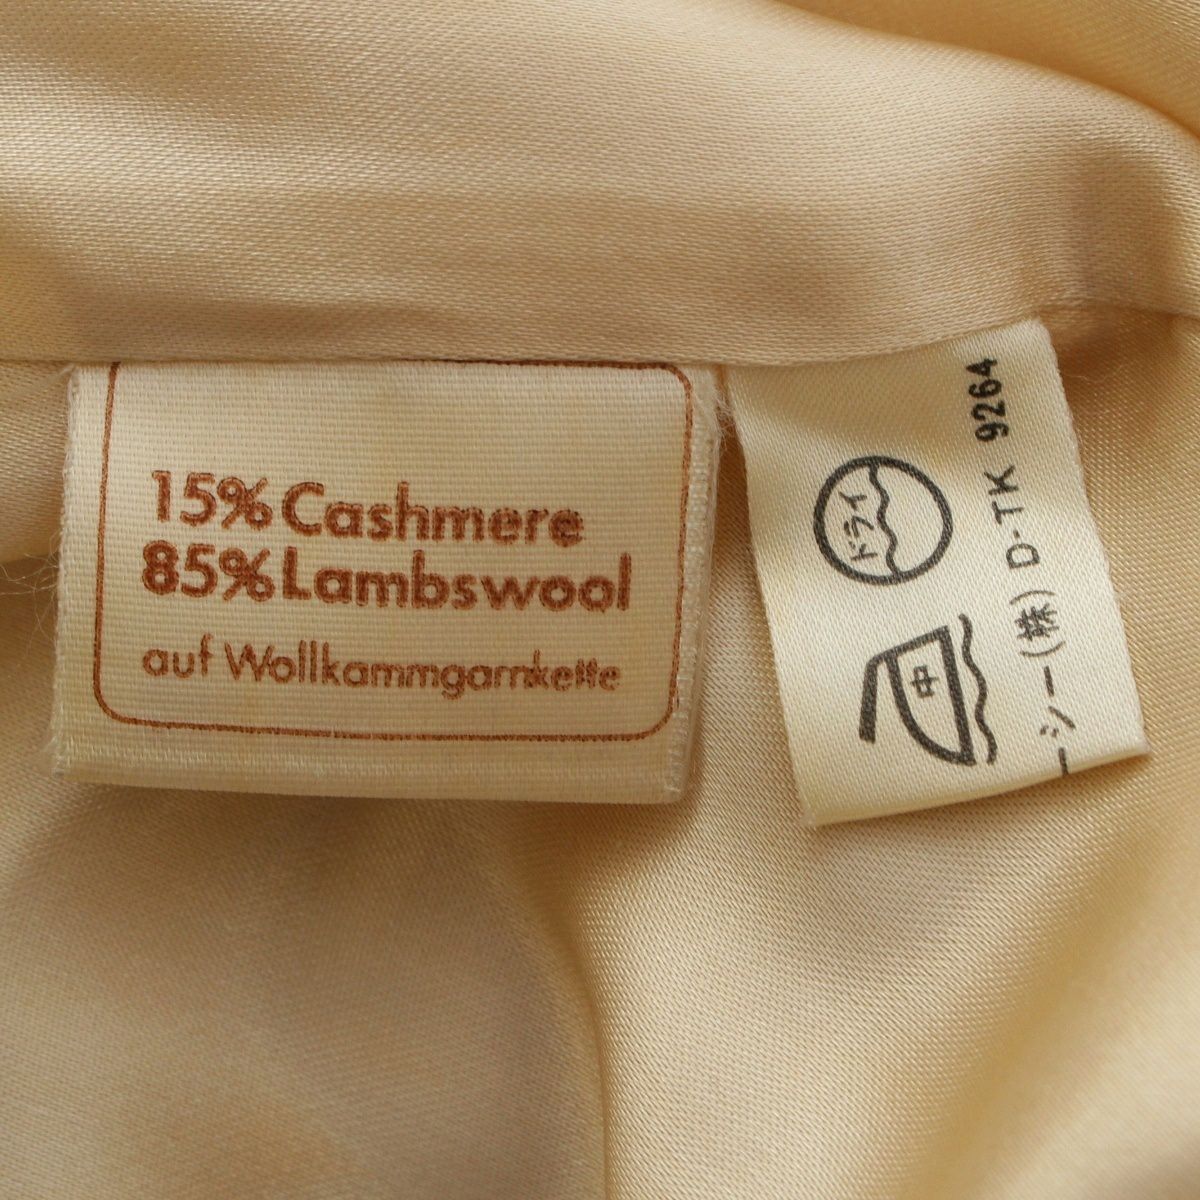 15% Cashmere
85% Lambswool
auf Wollkammgarnkette
ドライ
中
ーシー(株) D-TK 9264